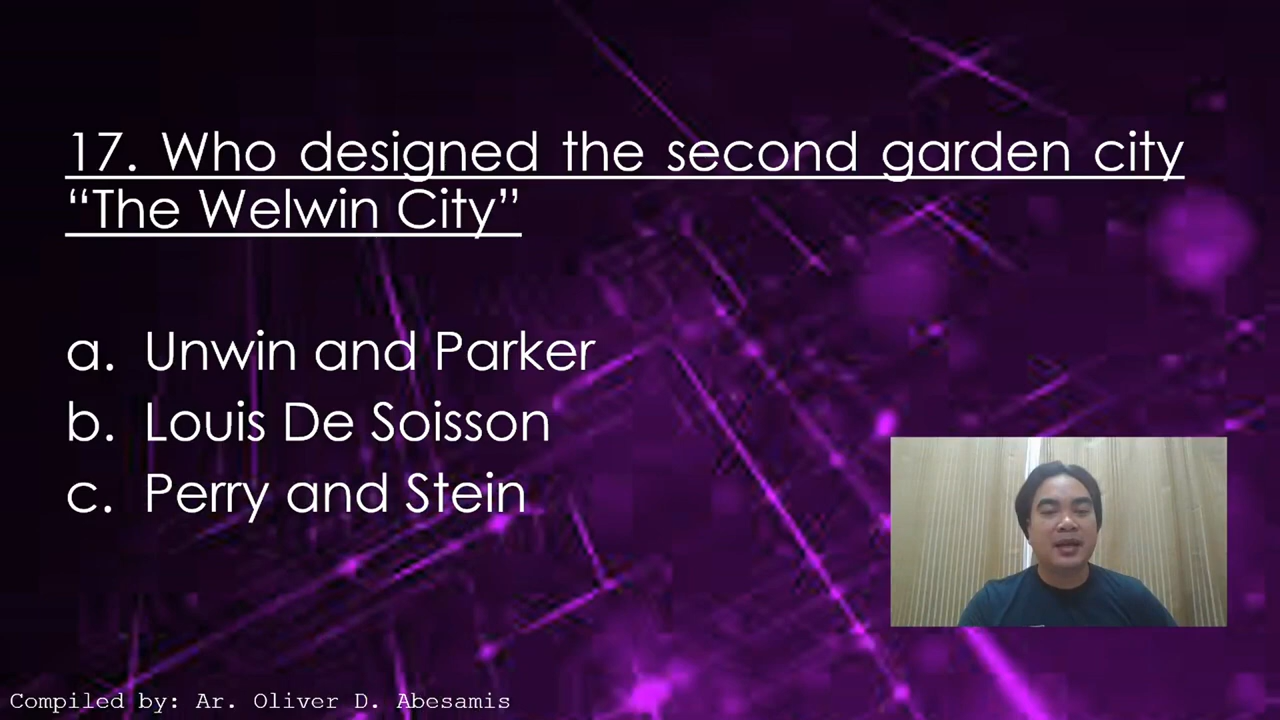 17. Who designed the second garden city
“The Welwin City”
a. Unwin and Parker
b. Louis De Soisson
c. Perry and Stein
Compiled by: Ar. Oliver D. Abesamis